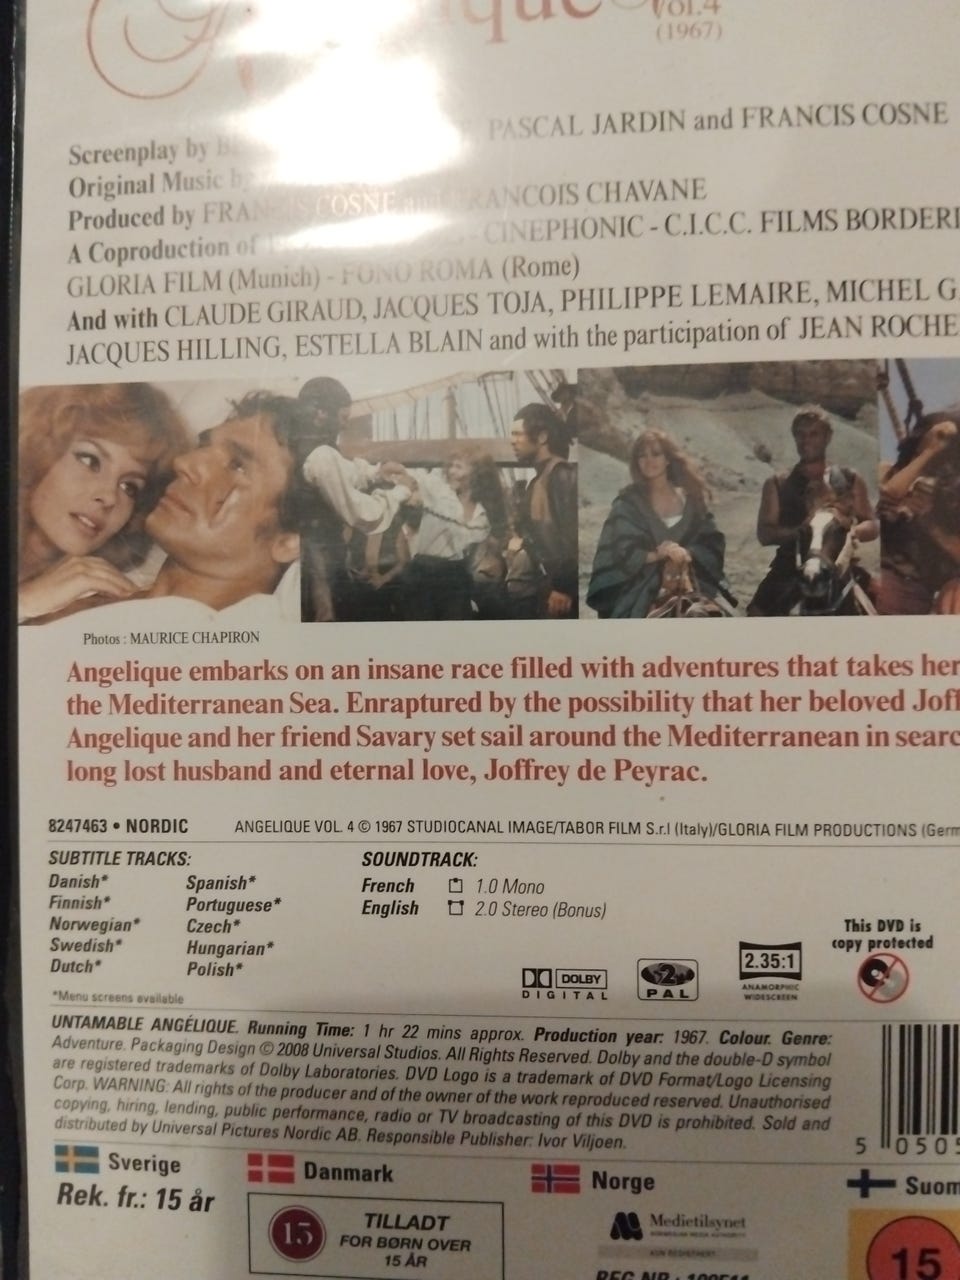 Vol.4
(1967)
Screenplay by PASCAL JARDIN and FRANCIS COSNE
Original Music by
Produced by FRANCIS COSNE and FRANCOIS CHAVANE
A Coproduction of - CINEPHONIC - C.I.C.C. FILMS
GLORIA FILM (Munich) - FONO ROMA (Rome)
And with CLAUDE GIRAUD, JACQUES TOJA, PHILIPPE LEMAIRE, MICHEL
JACQUES HILLING, ESTELLA BLAIN and with the participation of JEAN
Photos : MAURICE CHAPIRON
Angelique embarks on an insane race filled with adventures that takes her
the Mediterranean Sea. Enraptured by the possibility that her beloved
Angelique and her friend Savary set sail around the Mediterranean in
long lost husband and eternal love, Joffrey de Peyrac.
8247463 • NORDIC ANGELIQUE VOL. 4 © 1967 STUDIOCANAL IMAGE/TABOR FILM S.r.l (Italy)/GLORIA FILM PRODUCTIONS
SUBTITLE TRACKS:
Danish*
Finnish*
Norwegian*
Swedish*
Dutch*
Spanish*
Portuguese*
Czech*
Hungarian*
Polish*
*Menu screens available
SOUNDTRACK:
French 1.0 Mono
English 2.0 Stereo (Bonus)
DOLBY
DIGITAL
2
PAL
2.35:1
ANAMORPHIC
WIDESCREEN
This DVD is
copy protected
UNTAMABLE ANGÉLIQUE. Running Time: 1 hr 22 mins approx. Production year: 1967. Colour. Genre:
Adventure. Packaging Design © 2008 Universal Studios. All Rights Reserved. Dolby and the double-D symbol
are registered trademarks of Dolby Laboratories. DVD Logo is a trademark of DVD Format/Logo Licensing
Corp. WARNING: All rights of the producer and of the owner of the work reproduced reserved. Unauthorised
copying, hiring, lending, public performance, radio or TV broadcasting of this DVD is prohibited. Sold and
distributed by Universal Pictures Nordic AB. Responsible Publisher: Ivor Viljoen.
5 050
Sverige
Rek. fr.: 15 år
Danmark
15
TILLADT
FOR BØRN OVER
15 ÅR
Norge
Medietilsynet
NORWEGIAN MEDIA AUTHORITY
REG NR.:
15